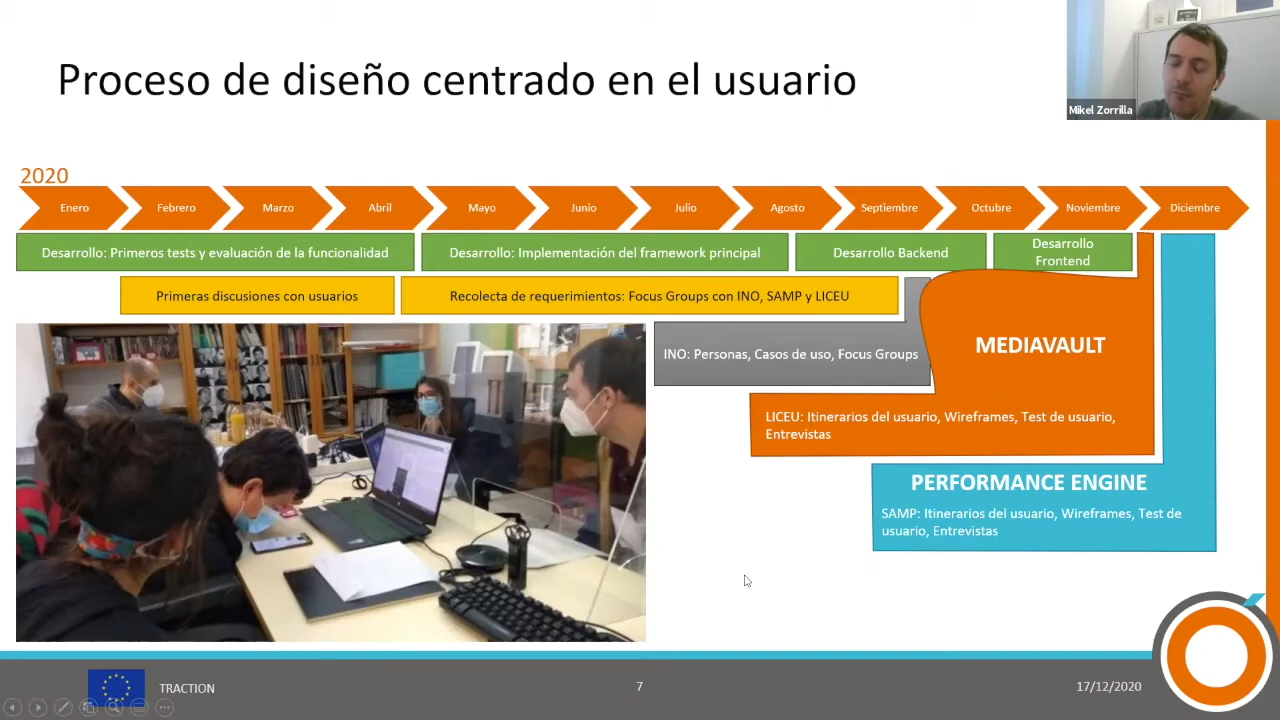 Proceso de diseño centrado en el usuario
Mikel Zorrilla
2020
Enero
Febrero
Marzo
Abril
Mayo
Junio
Julio
Agosto
Septiembre
Octubre
Noviembre
Diciembre
Desarrollo: Primeros tests y evaluación de la funcionalidad
Desarrollo: Implementación del framework principal
Desarrollo Backend
Desarrollo
Frontend
Primeras discusiones con usuarios
Recolecta de requerimientos: Focus Groups con INO, SAMP y LICEU
INO: Personas, Casos de uso, Focus Groups
MEDIAVAULT
LICEU: Itinerarios del usuario, Wireframes, Test de usuario,
Entrevistas
PERFORMANCE ENGINE
SAMP: Itinerarios del usuario, Wireframes, Test de
usuario, Entrevistas
TRACTION
7
17/12/2020